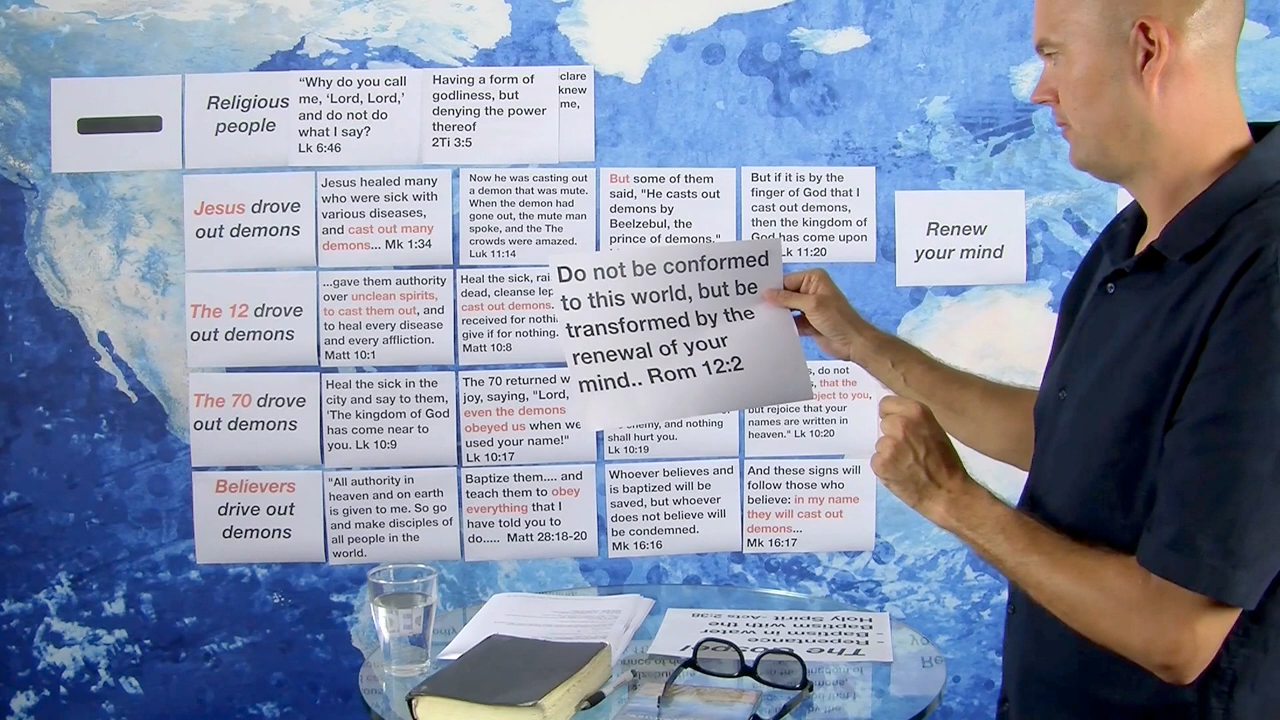 Religious
people
"Why do you call
me, 'Lord, Lord,'
and do not do
what I say?
Lk 6:46
Having a form of
godliness, but
denying the power
thereof
2Ti 3:5
clare
knew
me,
Jesus drove
out demons
Jesus healed many
who were sick with
various diseases,
and cast out many
demons... Mk 1:34
Now he was casting out
a demon that was mute.
When the demon had
gone out, the mute man
spoke, and the The
crowds were amazed.
Luk 11:14
But some of them
said, "He casts out
demons by
Beelzebul, the
prince of demons."
But if it is by the
finger of God that I
cast out demons,
then the kingdom of
God has come upon
Lk 11:20
Renew
your mind
The 12 drove
out demons
...gave them authority
over unclean spirits,
to cast them out, and
to heal every disease
and every affliction.
Matt 10:1
Heal the sick, rai
dead, cleanse lep
cast out demons.
received for nothi
give if for nothing.
Matt 10:8
Do not be conformed
to this world, but be
transformed by the
renewal of your
mind.. Rom 12:2
The 70 drove
out demons
Heal the sick in the
city and say to them,
'The kingdom of God
has come near to
you. Lk 10:9
The 70 returned w
joy, saying, "Lord,
even the demons
obeyed us when we
used your name!"
Lk 10:17
enemy, and nothing
shall hurt you.
Lk 10:19
s, do not
, that the
bject to you,
but rejoice that your
names are written in
heaven." Lk 10:20
Believers
drive out
demons
"All authority in
heaven and on earth
is given to me. So go
and make disciples of
all people in the
world.
Baptize them.... and
teach them to obey
everything that I
have told you to
do..... Matt 28:18-20
Whoever believes and
is baptized will be
saved, but whoever
does not believe will
be condemned.
Mk 16:16
And these signs will
follow those who
believe: in my name
they will cast out
demons...
Mk 16:17
The Gospel
- Repentance
- Baptism in water
Holy Spirit -Acts 2:38